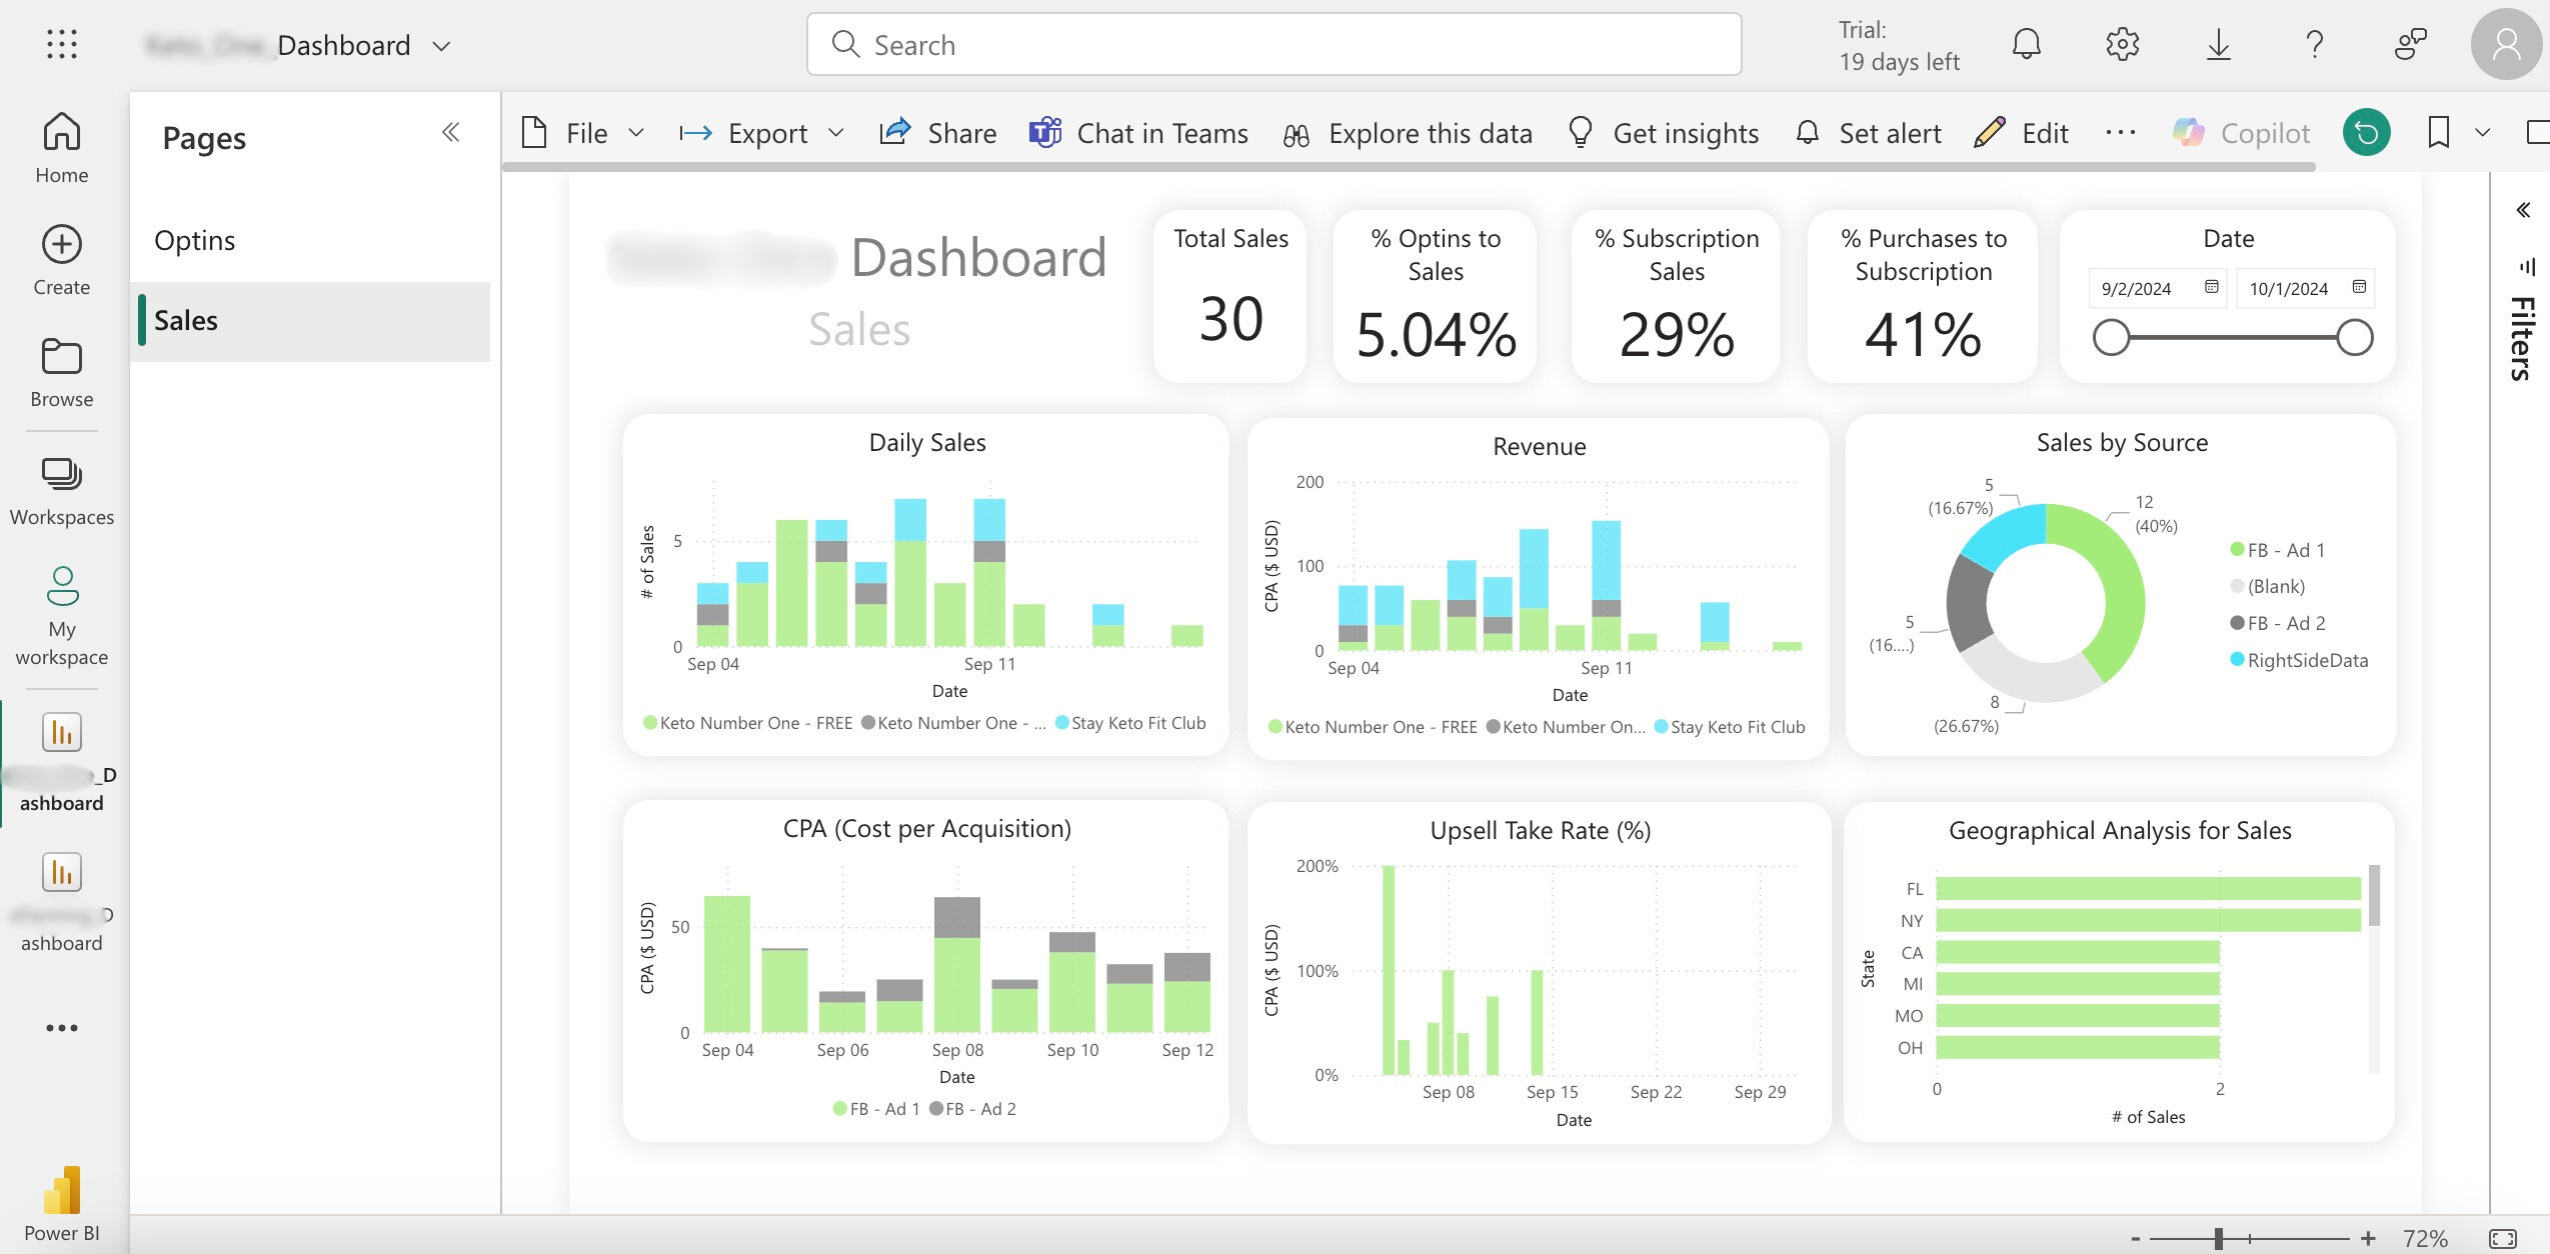 Dashboard
Search
Trial:
19 days left
Home
Create
Browse
Workspaces
My
workspace
_D
ashboard
D
ashboard
Power BI
Pages
Optins
Sales
File
Export
Share
Chat in Teams
Explore this data
Get insights
Set alert
Edit
Copilot
Filters
Dashboard
Sales
Total Sales
30
% Optins to
Sales
5.04%
% Subscription
Sales
29%
% Purchases to
Subscription
41%
Date
9/2/2024
10/1/2024
Daily Sales
# of Sales
5
0
Sep 04
Sep 11
Date
Keto Number One - FREE
Keto Number One - ...
Stay Keto Fit Club
Revenue
CPA ($ USD)
200
100
0
Sep 04
Sep 11
Date
Keto Number One - FREE
Keto Number On...
Stay Keto Fit Club
Sales by Source
5
(16.67%)
12
(40%)
5
(16....)
8
(26.67%)
FB - Ad 1
(Blank)
FB - Ad 2
RightSideData
CPA (Cost per Acquisition)
CPA ($ USD)
50
0
Sep 04
Sep 06
Sep 08
Sep 10
Sep 12
Date
FB - Ad 1
FB - Ad 2
Upsell Take Rate (%)
CPA ($ USD)
200%
100%
0%
Sep 08
Sep 15
Sep 22
Sep 29
Date
Geographical Analysis for Sales
State
FL
NY
CA
MI
MO
OH
0
2
# of Sales
72%